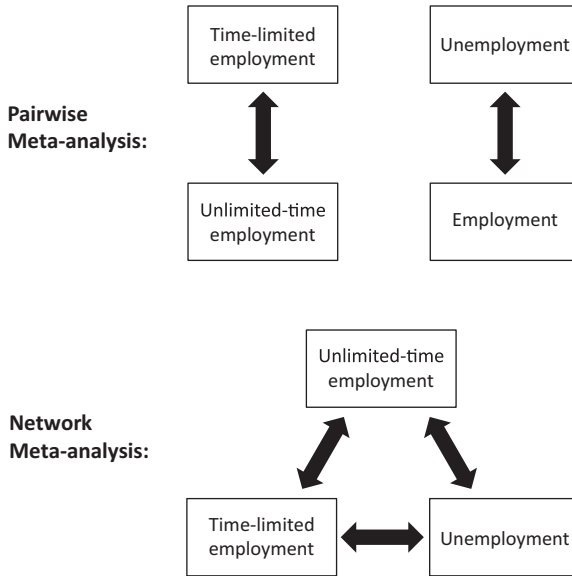 Time-limited
employment
Unemployment
Pairwise
Meta-analysis:
Unlimited-time
employment
Employment
Unlimited-time
employment
Network
Meta-analysis:
Time-limited
employment
Unemployment